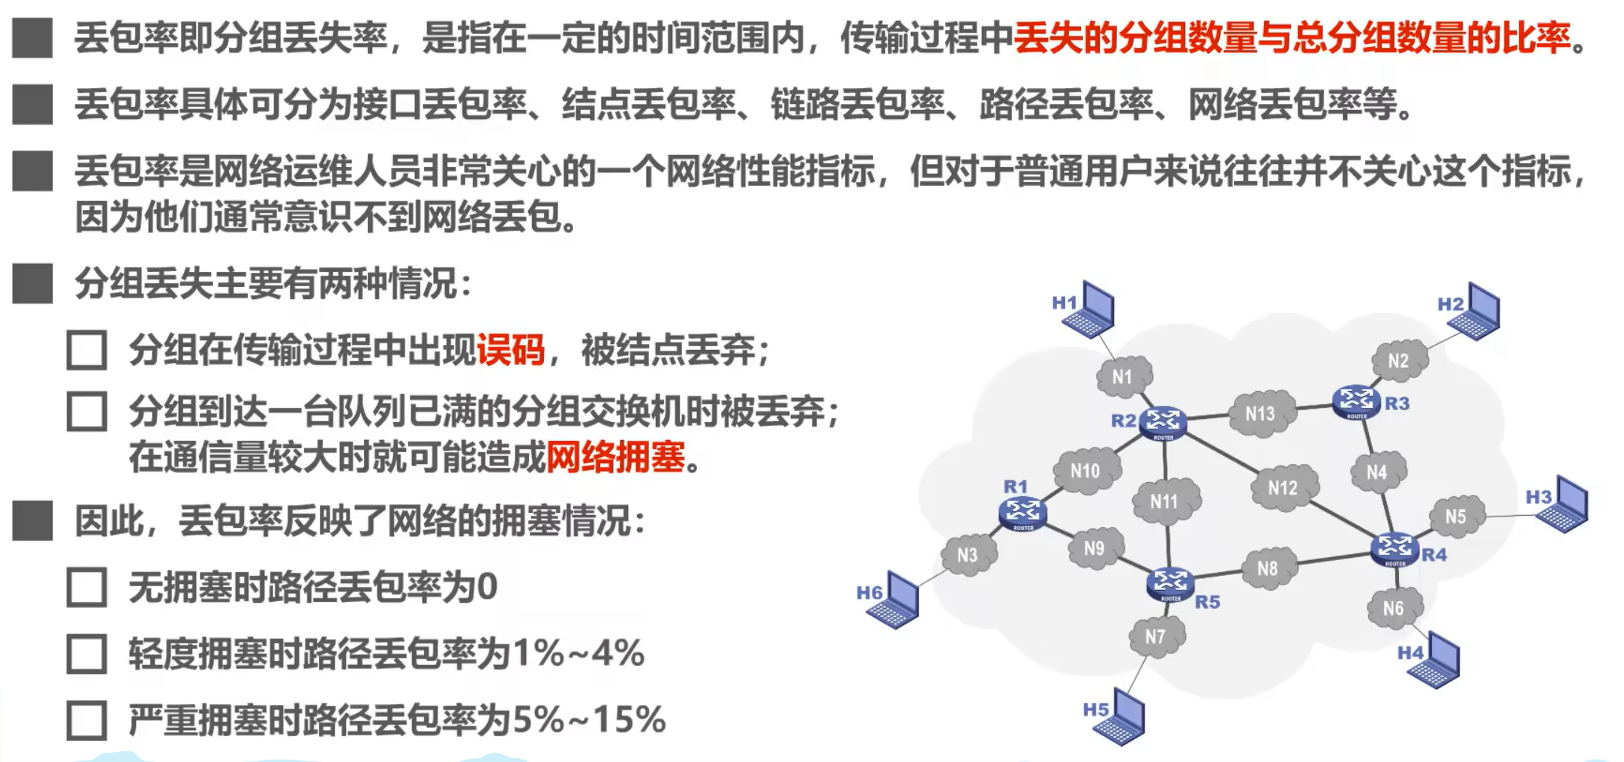 丢包率即分组丢失率，是指在一定的时间范围内，传输过程中丢失的分组数量与总分组数量的比率。
丢包率具体可分为接口丢包率、结点丢包率、链路丢包率、路径丢包率、网络丢包率等。
丢包率是网络运维人员非常关心的一个网络性能指标，但对于普通用户来说往往并不关心这个指标，
因为他们通常意识不到网络丢包。
分组丢失主要有两种情况：
分组在传输过程中出现误码，被结点丢弃；
分组到达一台队列已满的分组交换机时被丢弃；
在通信量较大时就可能造成网络拥塞。
因此，丢包率反映了网络的拥塞情况：
无拥塞时路径丢包率为0
轻度拥塞时路径丢包率为1%~4%
严重拥塞时路径丢包率为5%~15%
H1
H2
N1
N2
R2
ROUTER
N13
R3
ROUTER
N10
N11
N12
N4
R1
ROUTER
H3
N5
N3
N9
N8
R4
ROUTER
H6
R5
ROUTER
N6
N7
H4
H5